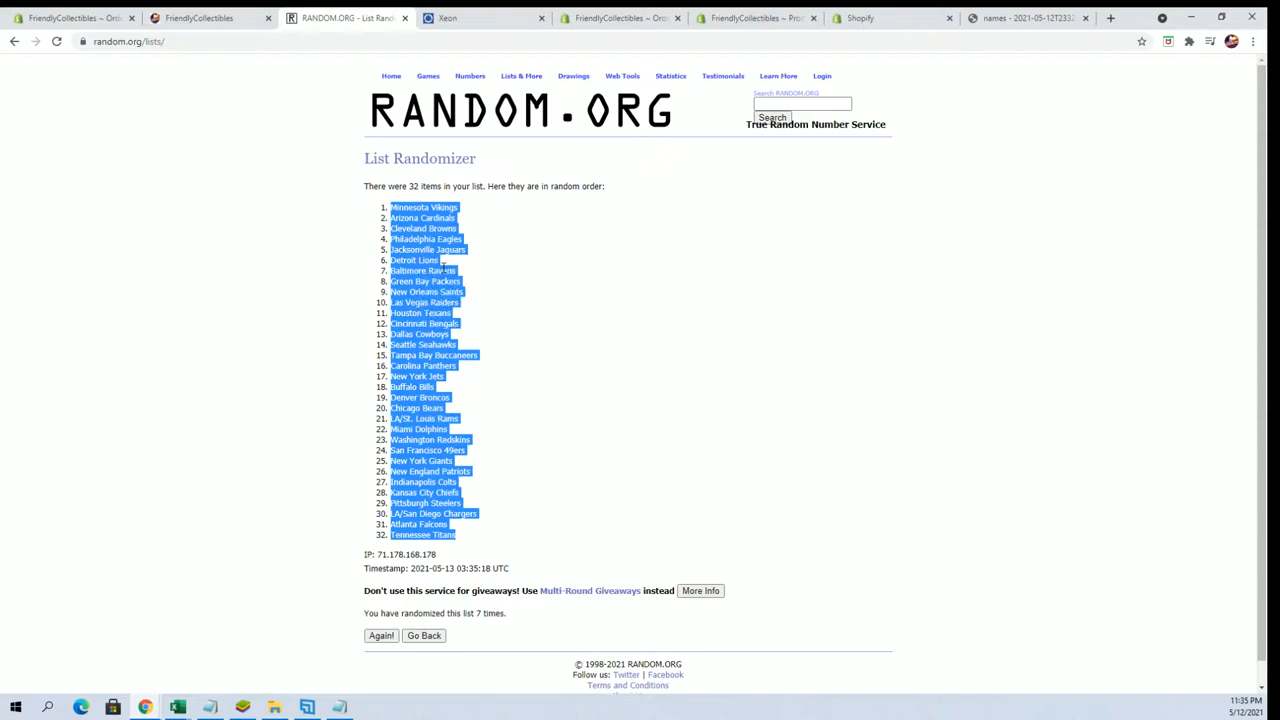 FriendlyCollectibles ~ Ord
FriendlyCollectibles
RANDOM.ORG - List Rand
Xeon
FriendlyCollectibles ~ Or
FriendlyCollectibles ~ Pro
Shopify
names - 2021-05-12T2332
random.org/lists/
Home Games Numbers Lists & More Drawings Web Tools Statistics Testimonials Learn More Login
RANDOM.ORG
Search RANDOM.ORG
Search
True Random Number Service
List Randomizer
There were 32 items in your list. Here they are in random order:
1. Minnesota Vikings
2. Arizona Cardinals
3. Cleveland Browns
4. Philadelphia Eagles
5. Jacksonville Jaguars
6. Detroit Lions
7. Baltimore Ravens
8. Green Bay Packers
9. New Orleans Saints
10. Las Vegas Raiders
11. Houston Texans
12. Cincinnati Bengals
13. Dallas Cowboys
14. Seattle Seahawks
15. Tampa Bay Buccaneers
16. Carolina Panthers
17. New York Jets
18. Buffalo Bills
19. Denver Broncos
20. Chicago Bears
21. LA/St. Louis Rams
22. Miami Dolphins
23. Washington Redskins
24. San Francisco 49ers
25. New York Giants
26. New England Patriots
27. Indianapolis Colts
28. Kansas City Chiefs
29. Pittsburgh Steelers
30. LA/San Diego Chargers
31. Atlanta Falcons
32. Tennessee Titans
IP: 71.178.168.178
Timestamp: 2021-05-13 03:35:18 UTC
Don't use this service for giveaways! Use Multi-Round Giveaways instead More Info
You have randomized this list 7 times.
Again! Go Back
© 1998-2021 RANDOM.ORG
Follow us: Twitter | Facebook
Terms and Conditions
11:35 PM
5/12/2021